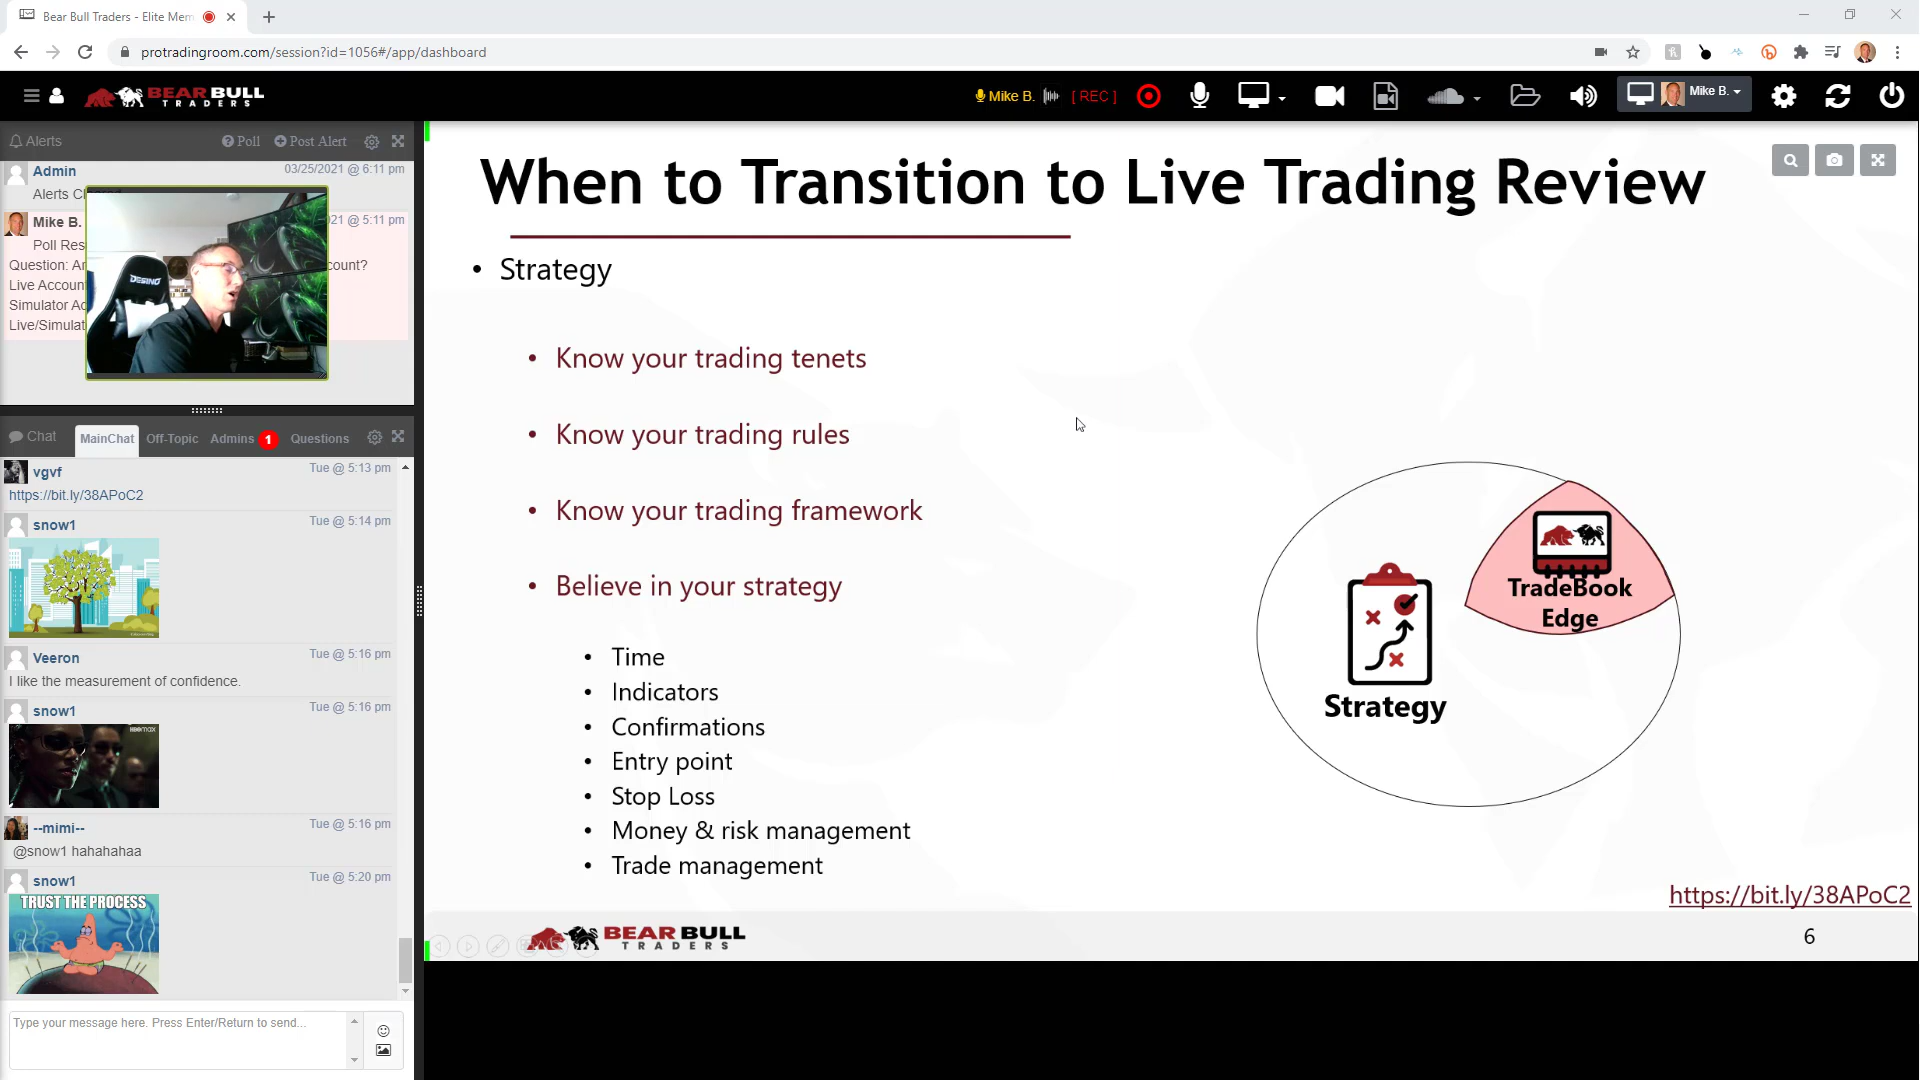 Bear Bull Traders - Elite Mem
protradingroom.com/session?id=1056#/app/dashboard
BEAR BULL
TRADERS
Mike B.
[ REC ]
Mike B.
Alerts
Poll
Post Alert
Admin
03/25/2021 @ 6:11 pm
Alerts Cl
Mike B.
021 @ 5:11 pm
Poll Res
Question: Ar
count?
Live Accoun
Simulator Ac
Live/Simulat
Chat
MainChat
Off-Topic
Admins
1
Questions
vgvf
Tue @ 5:13 pm
https://bit.ly/38APoC2
snow1
Tue @ 5:14 pm
Veeron
Tue @ 5:16 pm
I like the measurement of confidence.
snow1
Tue @ 5:16 pm
HBOMAX
--mimi--
Tue @ 5:16 pm
@snow1 hahahahaa
snow1
Tue @ 5:20 pm
TRUST THE PROCESS
Type your message here. Press Enter/Return to send...
When to Transition to Live Trading Review
• Strategy
• Know your trading tenets
• Know your trading rules
• Know your trading framework
• Believe in your strategy
• Time
• Indicators
• Confirmations
• Entry point
• Stop Loss
• Money & risk management
• Trade management
TradeBook
Edge
Strategy
https://bit.ly/38APoC2
BEAR BULL
TRADERS
6